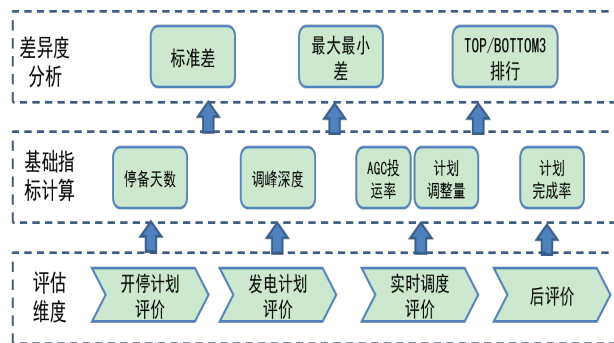 差异度
分析
标准差
最大最小
差
TOP/BOTTOM3
排行
基础指
标计算
停备天数
调峰深度
AGC投
运率
计划
调整量
计划
完成率
评估
维度
开停计划
评价
发电计划
评价
实时调度
评价
后评价